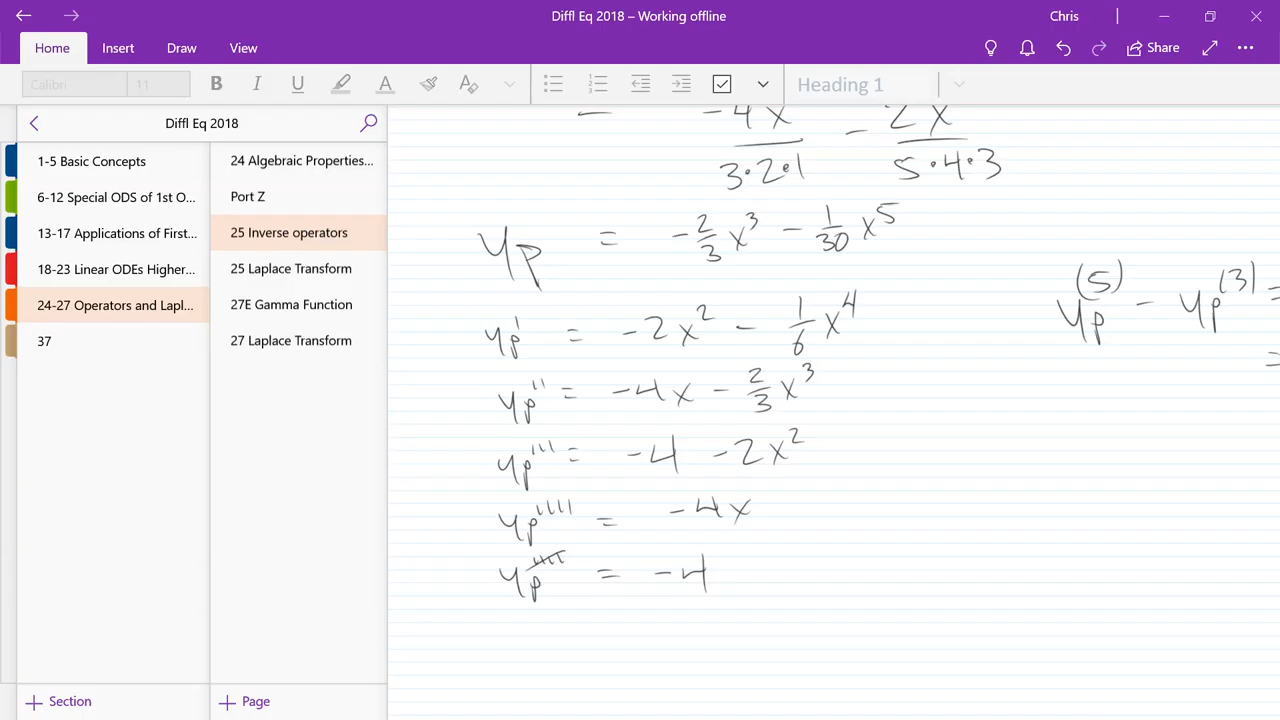 Diffl Eq 2018 – Working offline
Chris
Home Insert Draw View
Share
Calibri 11 B I U A Heading 1
Diffl Eq 2018
1-5 Basic Concepts
6-12 Special ODS of 1st O...
13-17 Applications of First...
18-23 Linear ODEs Higher...
24-27 Operators and Lapl...
37
24 Algebraic Properties...
Port Z
25 Inverse operators
25 Laplace Transform
27E Gamma Function
27 Laplace Transform
+ Section
+ Page
= -4x/(3·2·1) - 2x/(5·4·3)
yp = -2/3 x^3 - 1/30 x^5
yp' = -2x^2 - 1/6 x^4
yp'' = -4x - 2/3 x^3
yp''' = -4 - 2x^2
yp'''' = -4x
yp''''' = -4
yp^(5) - yp^(3) =
=